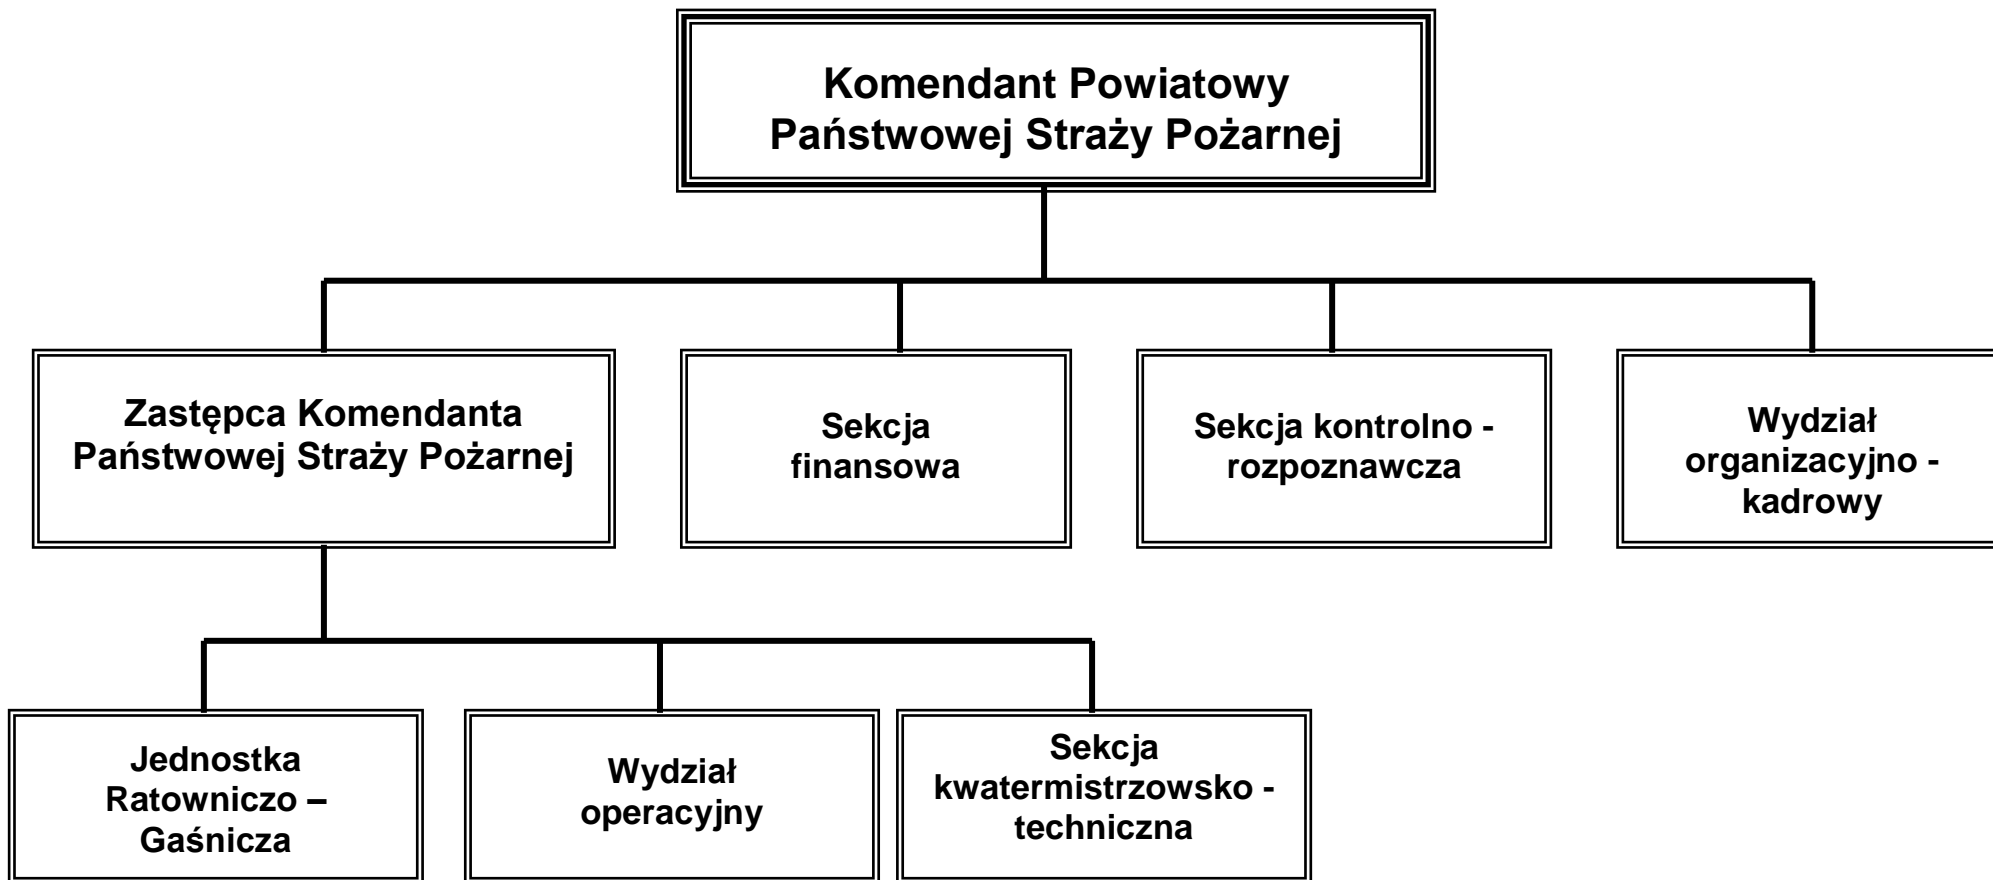 Komendant Powiatowy
Państwowej Straży Pożarnej
Zastępca Komendanta
Państwowej Straży Pożarnej
Sekcja
finansowa
Sekcja kontrolno -
rozpoznawcza
Wydział
organizacyjno -
kadrowy
Jednostka
Ratowniczo –
Gaśnicza
Wydział
operacyjny
Sekcja
kwatermistrzowsko -
techniczna